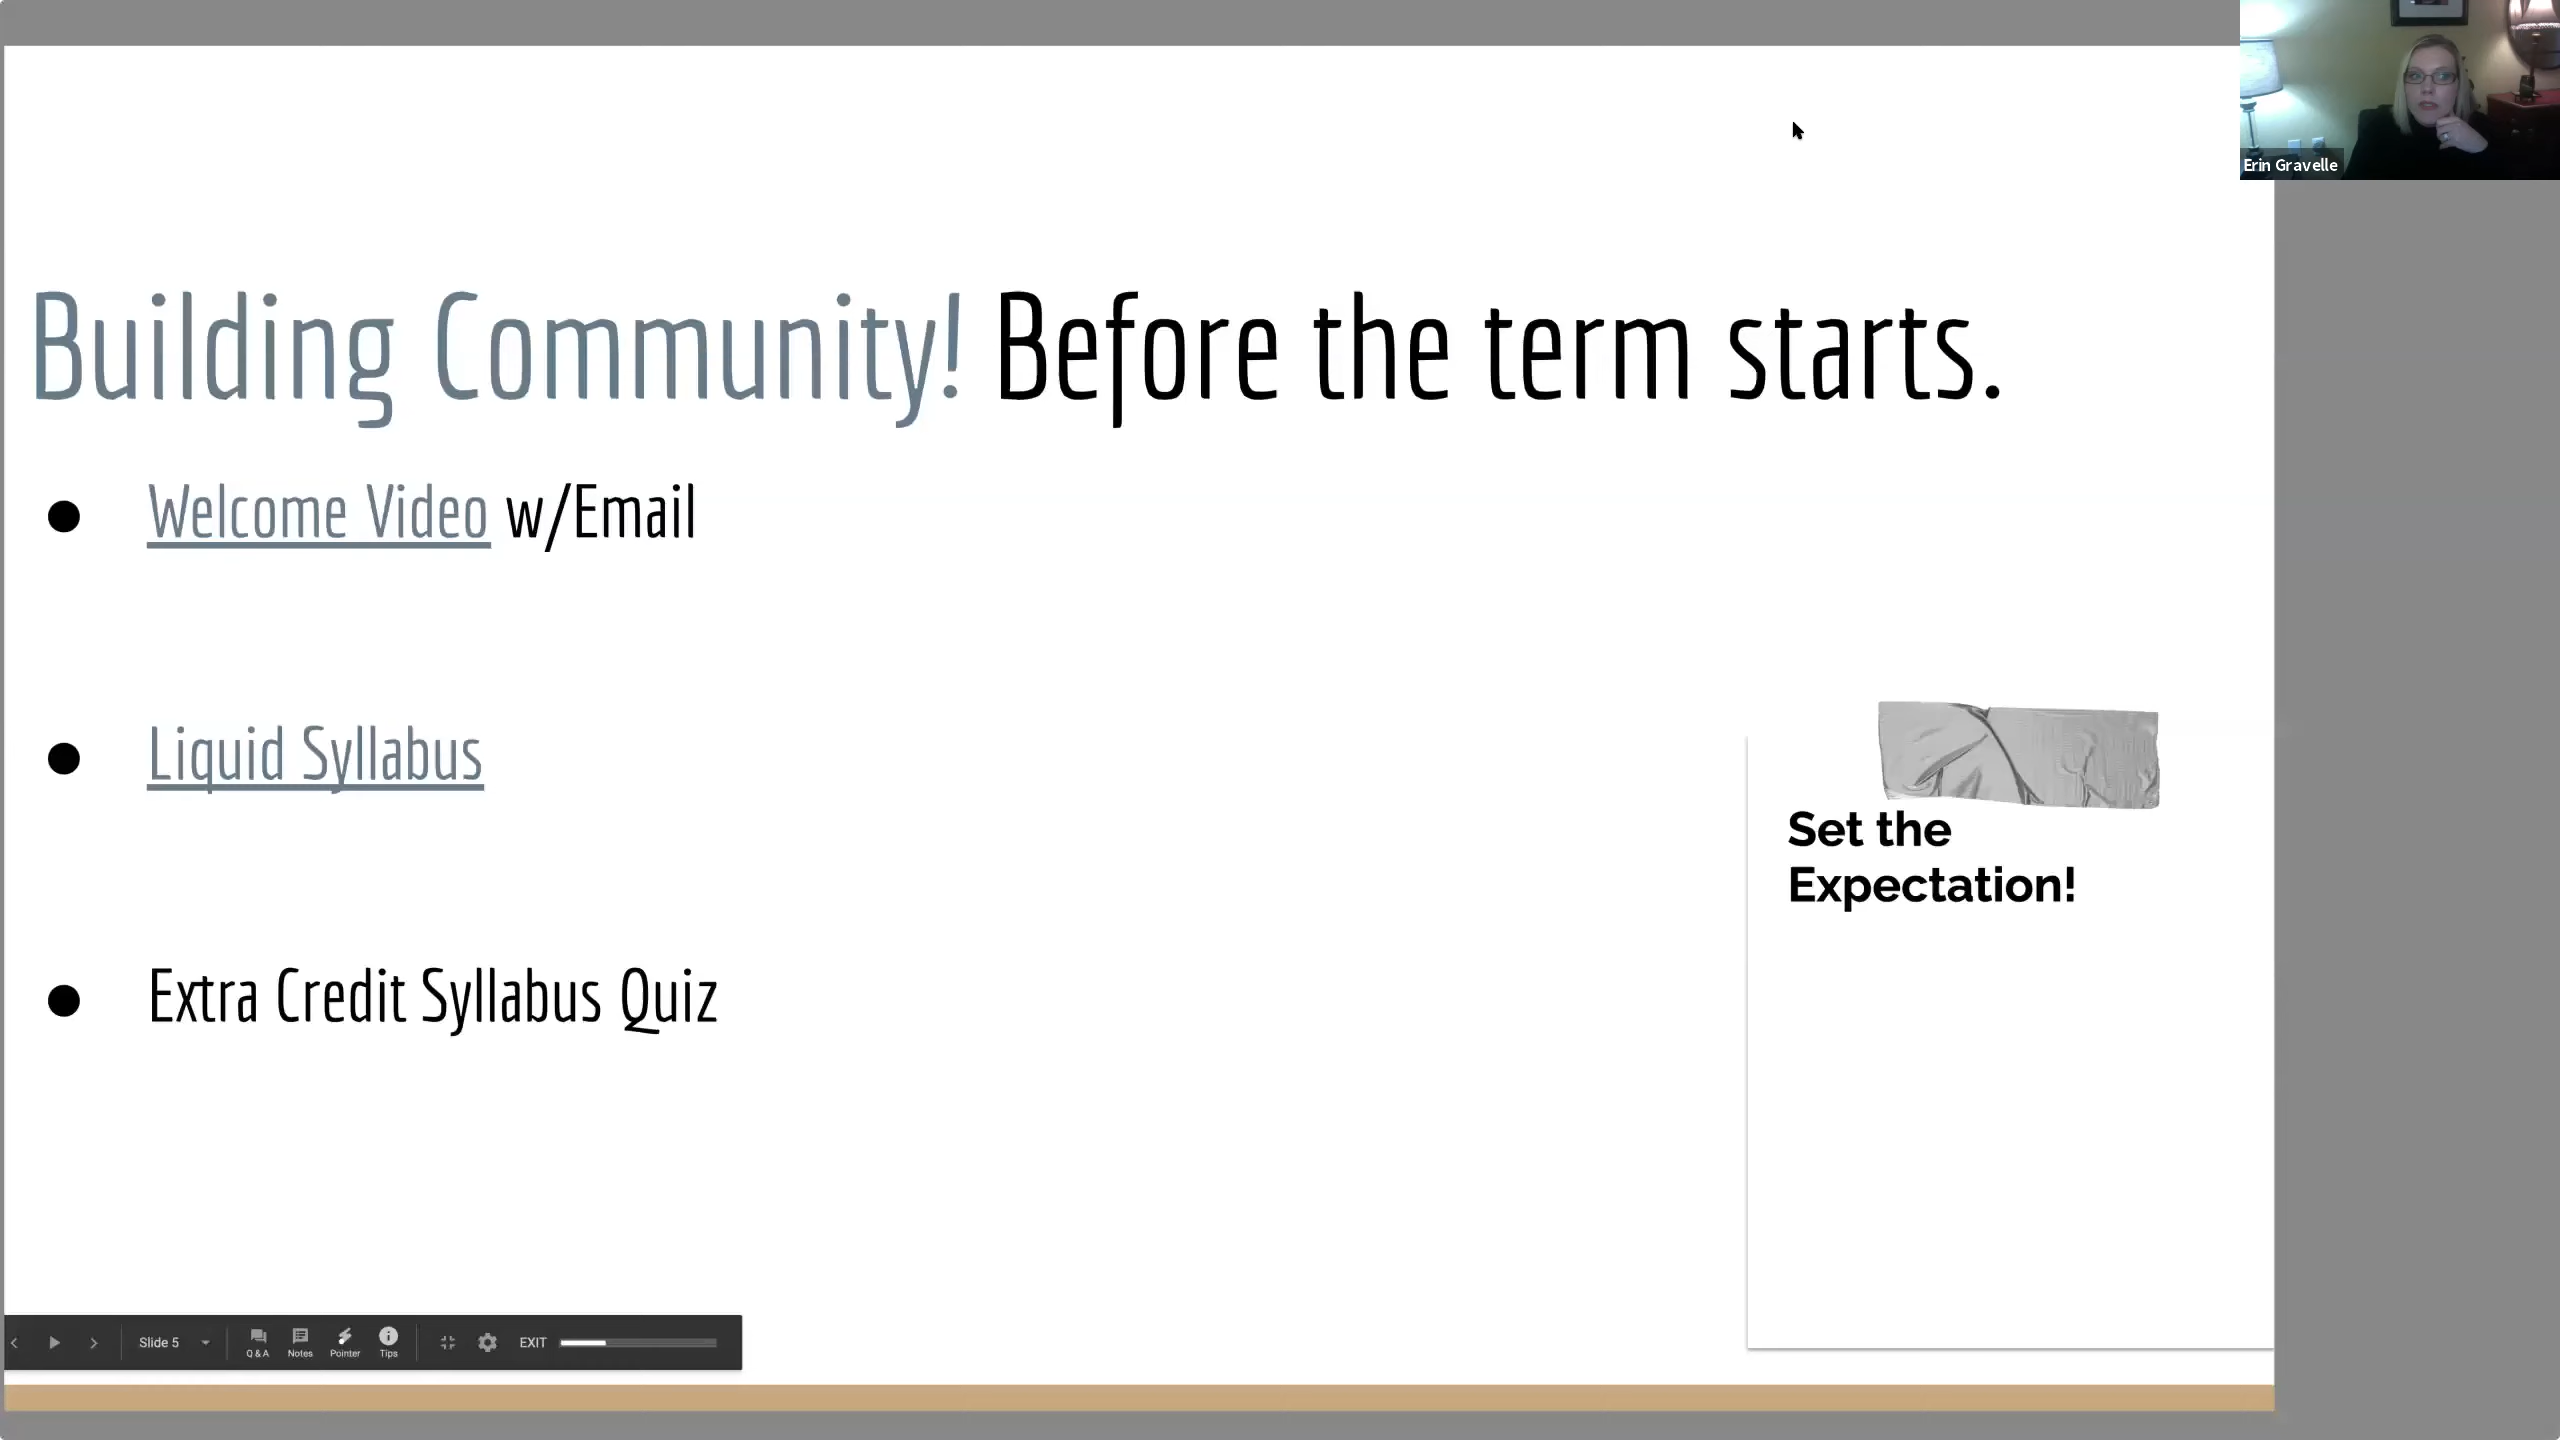 Erin Gravelle
Building Community! Before the term starts.
Welcome Video w/Email
Liquid Syllabus
Set the
Expectation!
Extra Credit Syllabus Quiz
Slide 5
Q & A
Notes
Pointer
Tips
EXIT